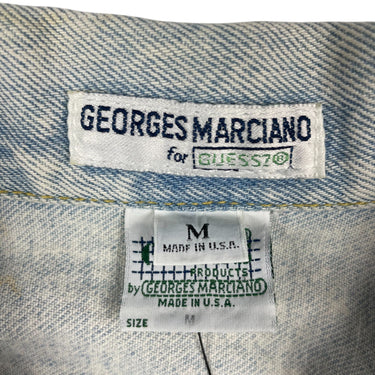 GEORGES MARCIANO
for GUESS?®
M
MADE IN U.S.A.
PRODUCTS
by GEORGES MARCIANO
MADE IN U.S.A.
SIZE M